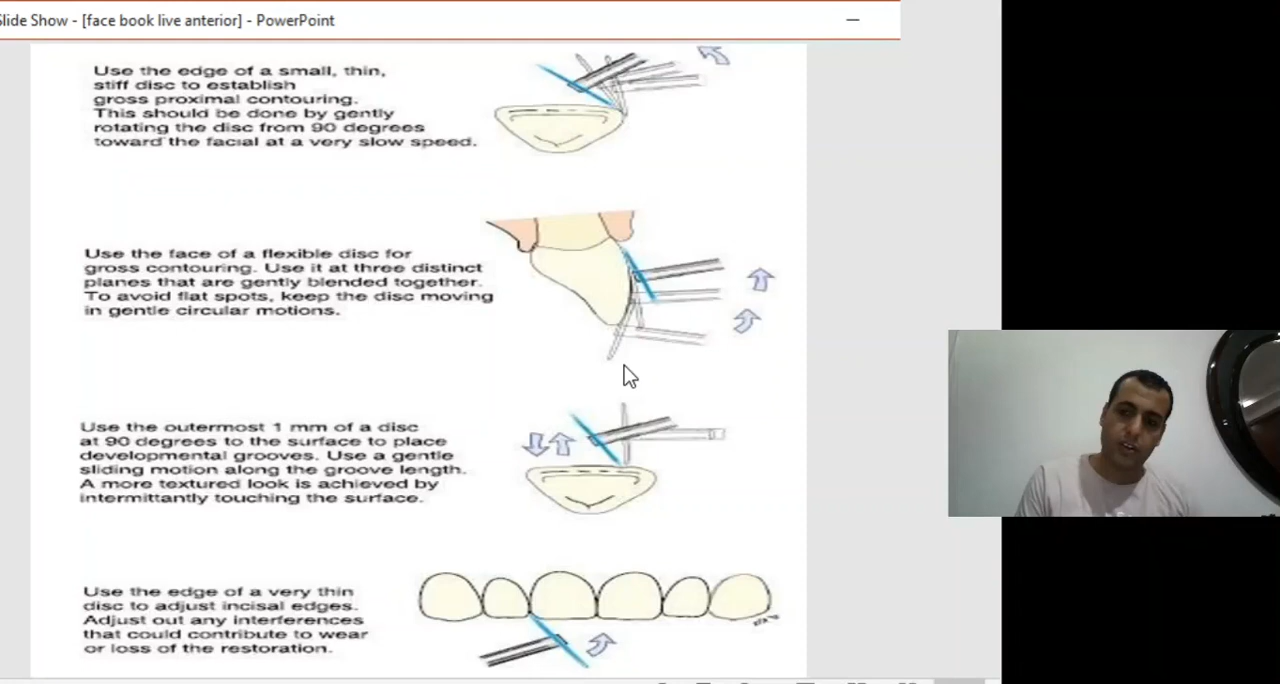 Slide Show - [face book live anterior] - PowerPoint
Use the edge of a small, thin,
stiff disc to establish
gross proximal contouring.
This should be done by gently
rotating the disc from 90 degrees
toward the facial at a very slow speed.
Use the face of a flexible disc for
gross contouring. Use it at three distinct
planes that are gently blended together.
To avoid flat spots, keep the disc moving
in gentle circular motions.
Use the outermost 1 mm of a disc
at 90 degrees to the surface to place
developmental grooves. Use a gentle
sliding motion along the groove length.
A more textured look is achieved by
intermittantly touching the surface.
Use the edge of a very thin
disc to adjust incisal edges.
Adjust out any interferences
that could contribute to wear
or loss of the restoration.